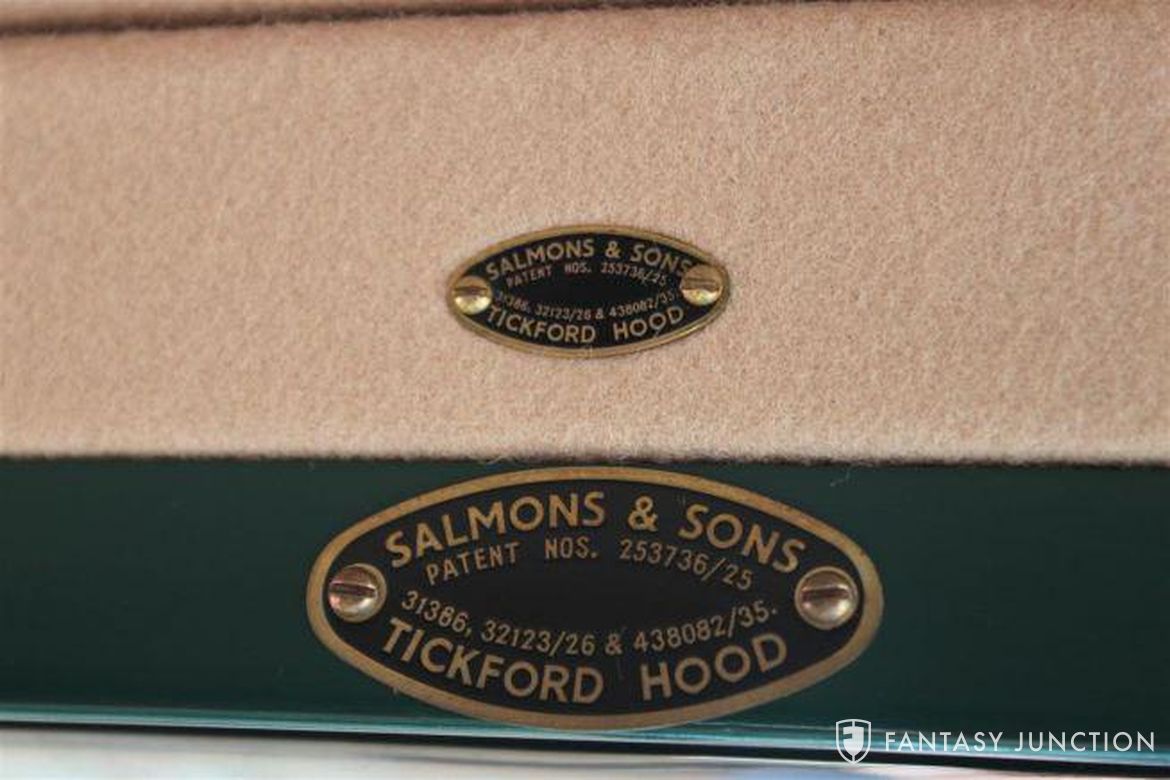 SALMONS & SONS
PATENT NOS. 253736/25
31386, 32123/26 & 438082/35.
TICKFORD HOOD
SALMONS & SONS
PATENT NOS. 253736/25
31386, 32123/26 & 438082/35.
TICKFORD HOOD
FANTASY JUNCTION